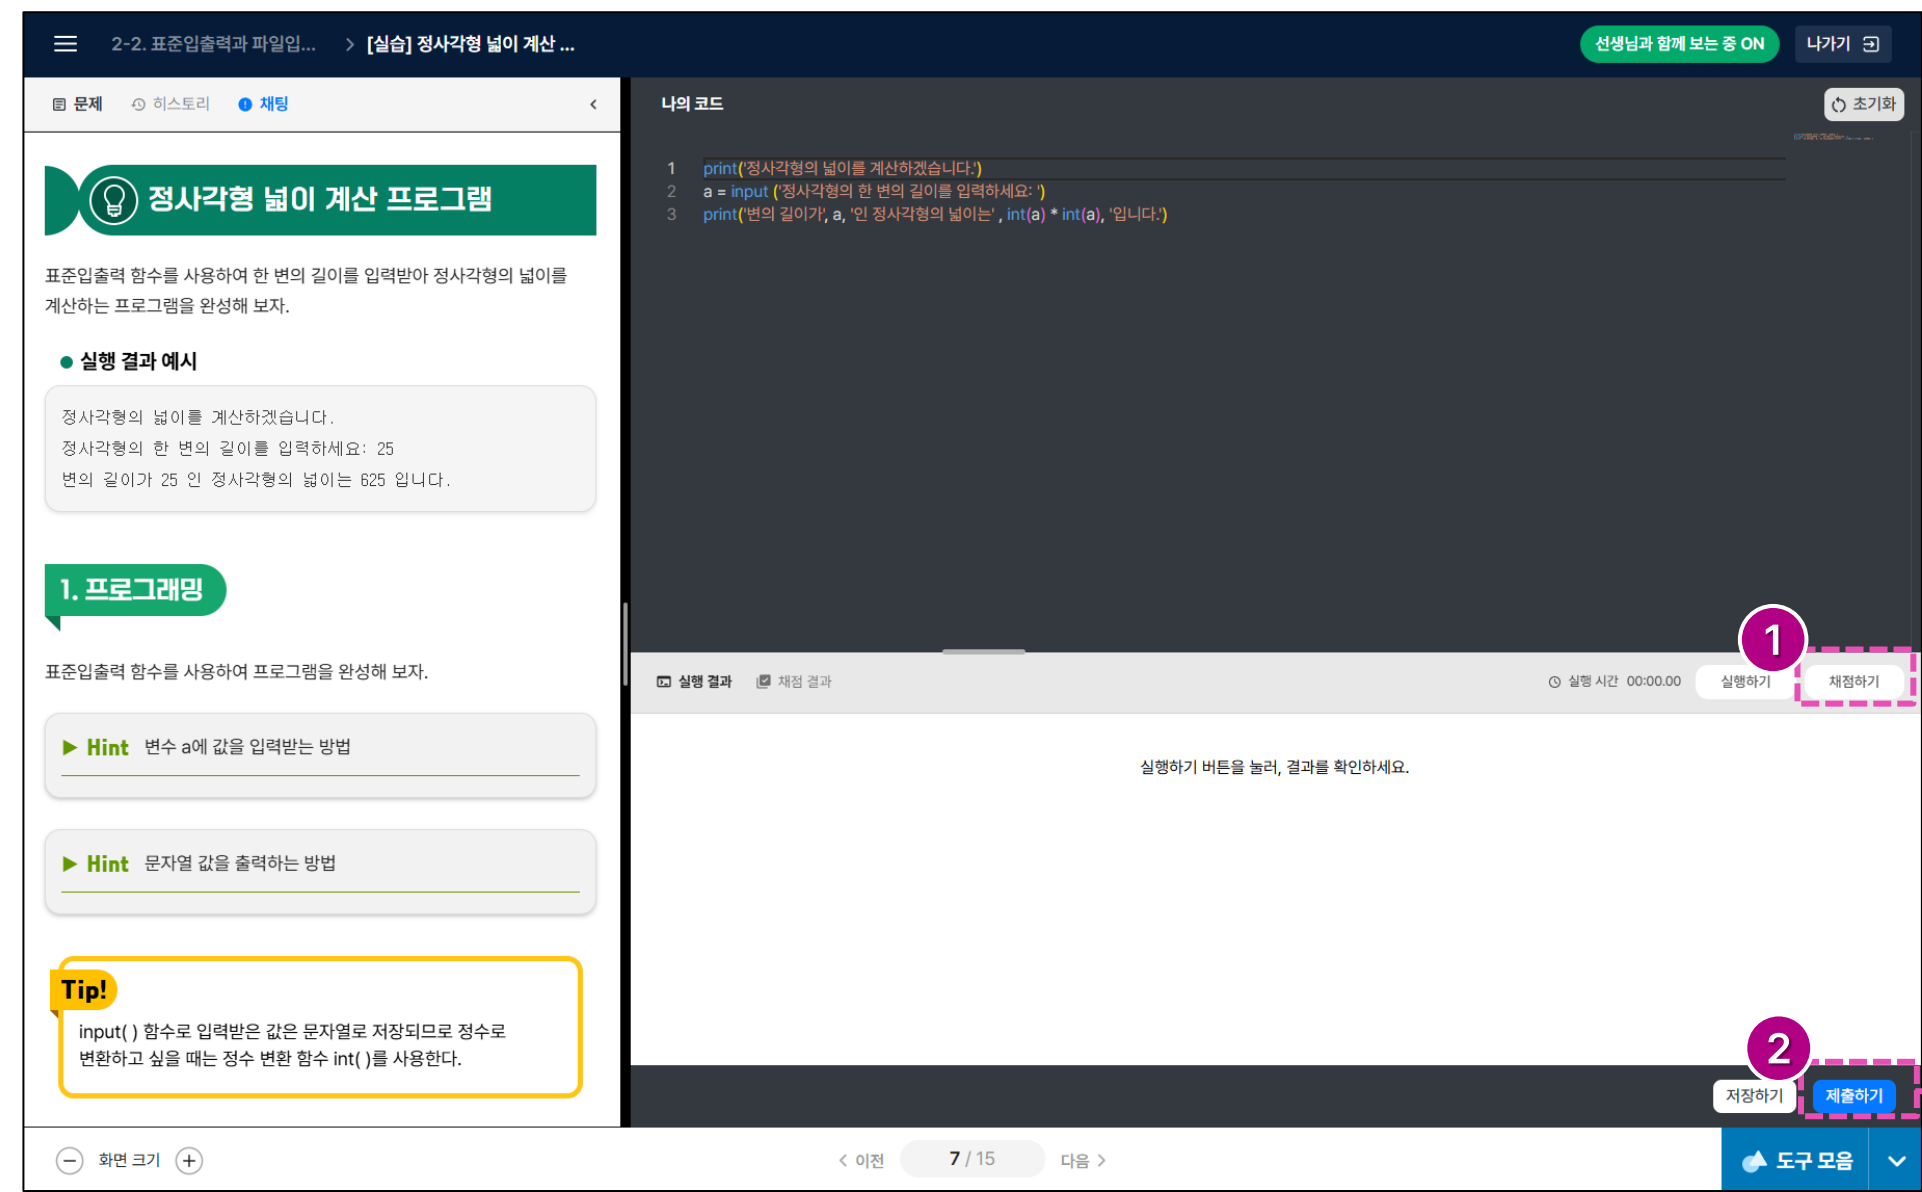 2-2. 표준입출력과 파일입... > [실습] 정사각형 넓이 계산 ...
선생님과 함께 보는 중 ON
나가기
문제 히스토리 채팅
정사각형 넓이 계산 프로그램
표준입출력 함수를 사용하여 한 변의 길이를 입력받아 정사각형의 넓이를
계산하는 프로그램을 완성해 보자.
● 실행 결과 예시
정사각형의 넓이를 계산하겠습니다.
정사각형의 한 변의 길이를 입력하세요: 25
변의 길이가 25 인 정사각형의 넓이는 625 입니다.
1. 프로그래밍
표준입출력 함수를 사용하여 프로그램을 완성해 보자.
▶ Hint 변수 a에 값을 입력받는 방법
▶ Hint 문자열 값을 출력하는 방법
Tip!
input( ) 함수로 입력받은 값은 문자열로 저장되므로 정수로
변환하고 싶을 때는 정수 변환 함수 int( )를 사용한다.
나의 코드
초기화
1 print('정사각형의 넓이를 계산하겠습니다.')
2 a = input ('정사각형의 한 변의 길이를 입력하세요: ')
3 print('변의 길이가', a, '인 정사각형의 넓이는' , int(a) * int(a), '입니다.')
1
실행 결과 채점 결과
실행 시간 00:00.00 실행하기 채점하기
실행하기 버튼을 눌러, 결과를 확인하세요.
2
저장하기 제출하기
화면 크기
< 이전 7 / 15 다음 >
도구 모음